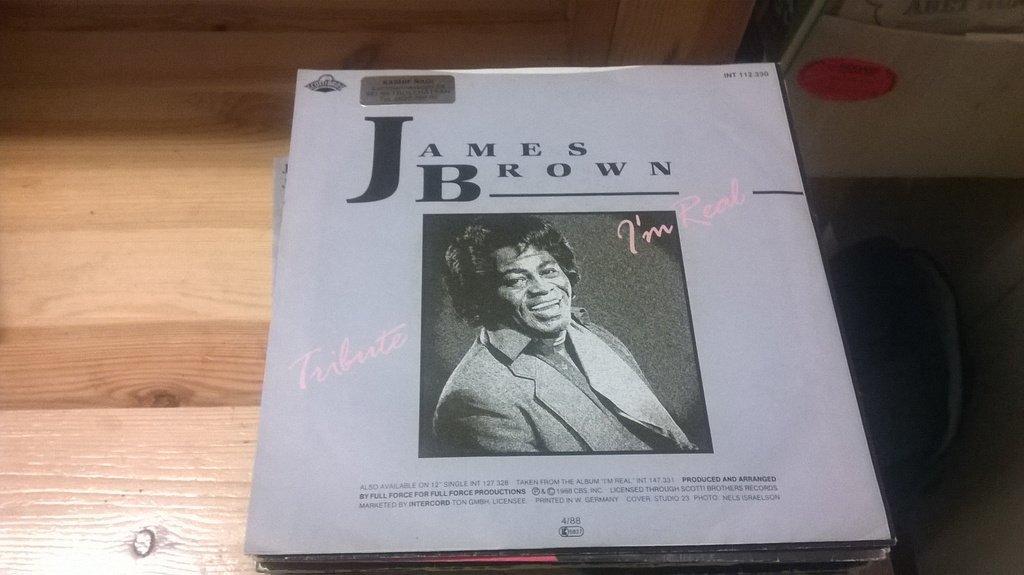 INT 112.330
JAMES
BROWN
I'm Real
Tribute
ALSO AVAILABLE ON 12" SINGLE INT 127.328 TAKEN FROM THE ALBUM "I'M REAL" INT 147.331 PRODUCED AND ARRANGED
BY FULL FORCE FOR FULL FORCE PRODUCTIONS Ⓟ & © 1988 CBS, INC. LICENSED THROUGH SCOTTI BROTHERS RECORDS
MARKETED BY INTERCORD TON GMBH, LICENSEE. PRINTED IN W. GERMANY COVER: STUDIO 23 PHOTO: NELS ISRAELSON
4/88